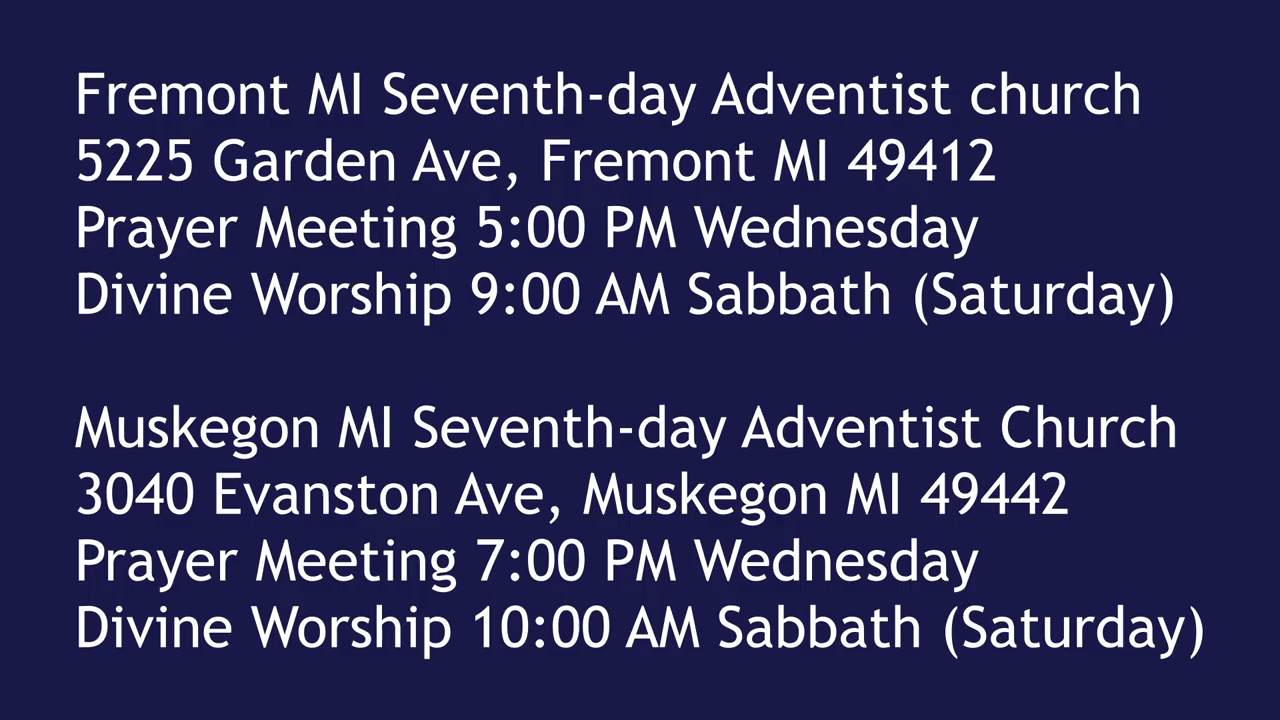 Fremont MI Seventh-day Adventist church
5225 Garden Ave, Fremont MI 49412
Prayer Meeting 5:00 PM Wednesday
Divine Worship 9:00 AM Sabbath (Saturday)
Muskegon MI Seventh-day Adventist Church
3040 Evanston Ave, Muskegon MI 49442
Prayer Meeting 7:00 PM Wednesday
Divine Worship 10:00 AM Sabbath (Saturday)